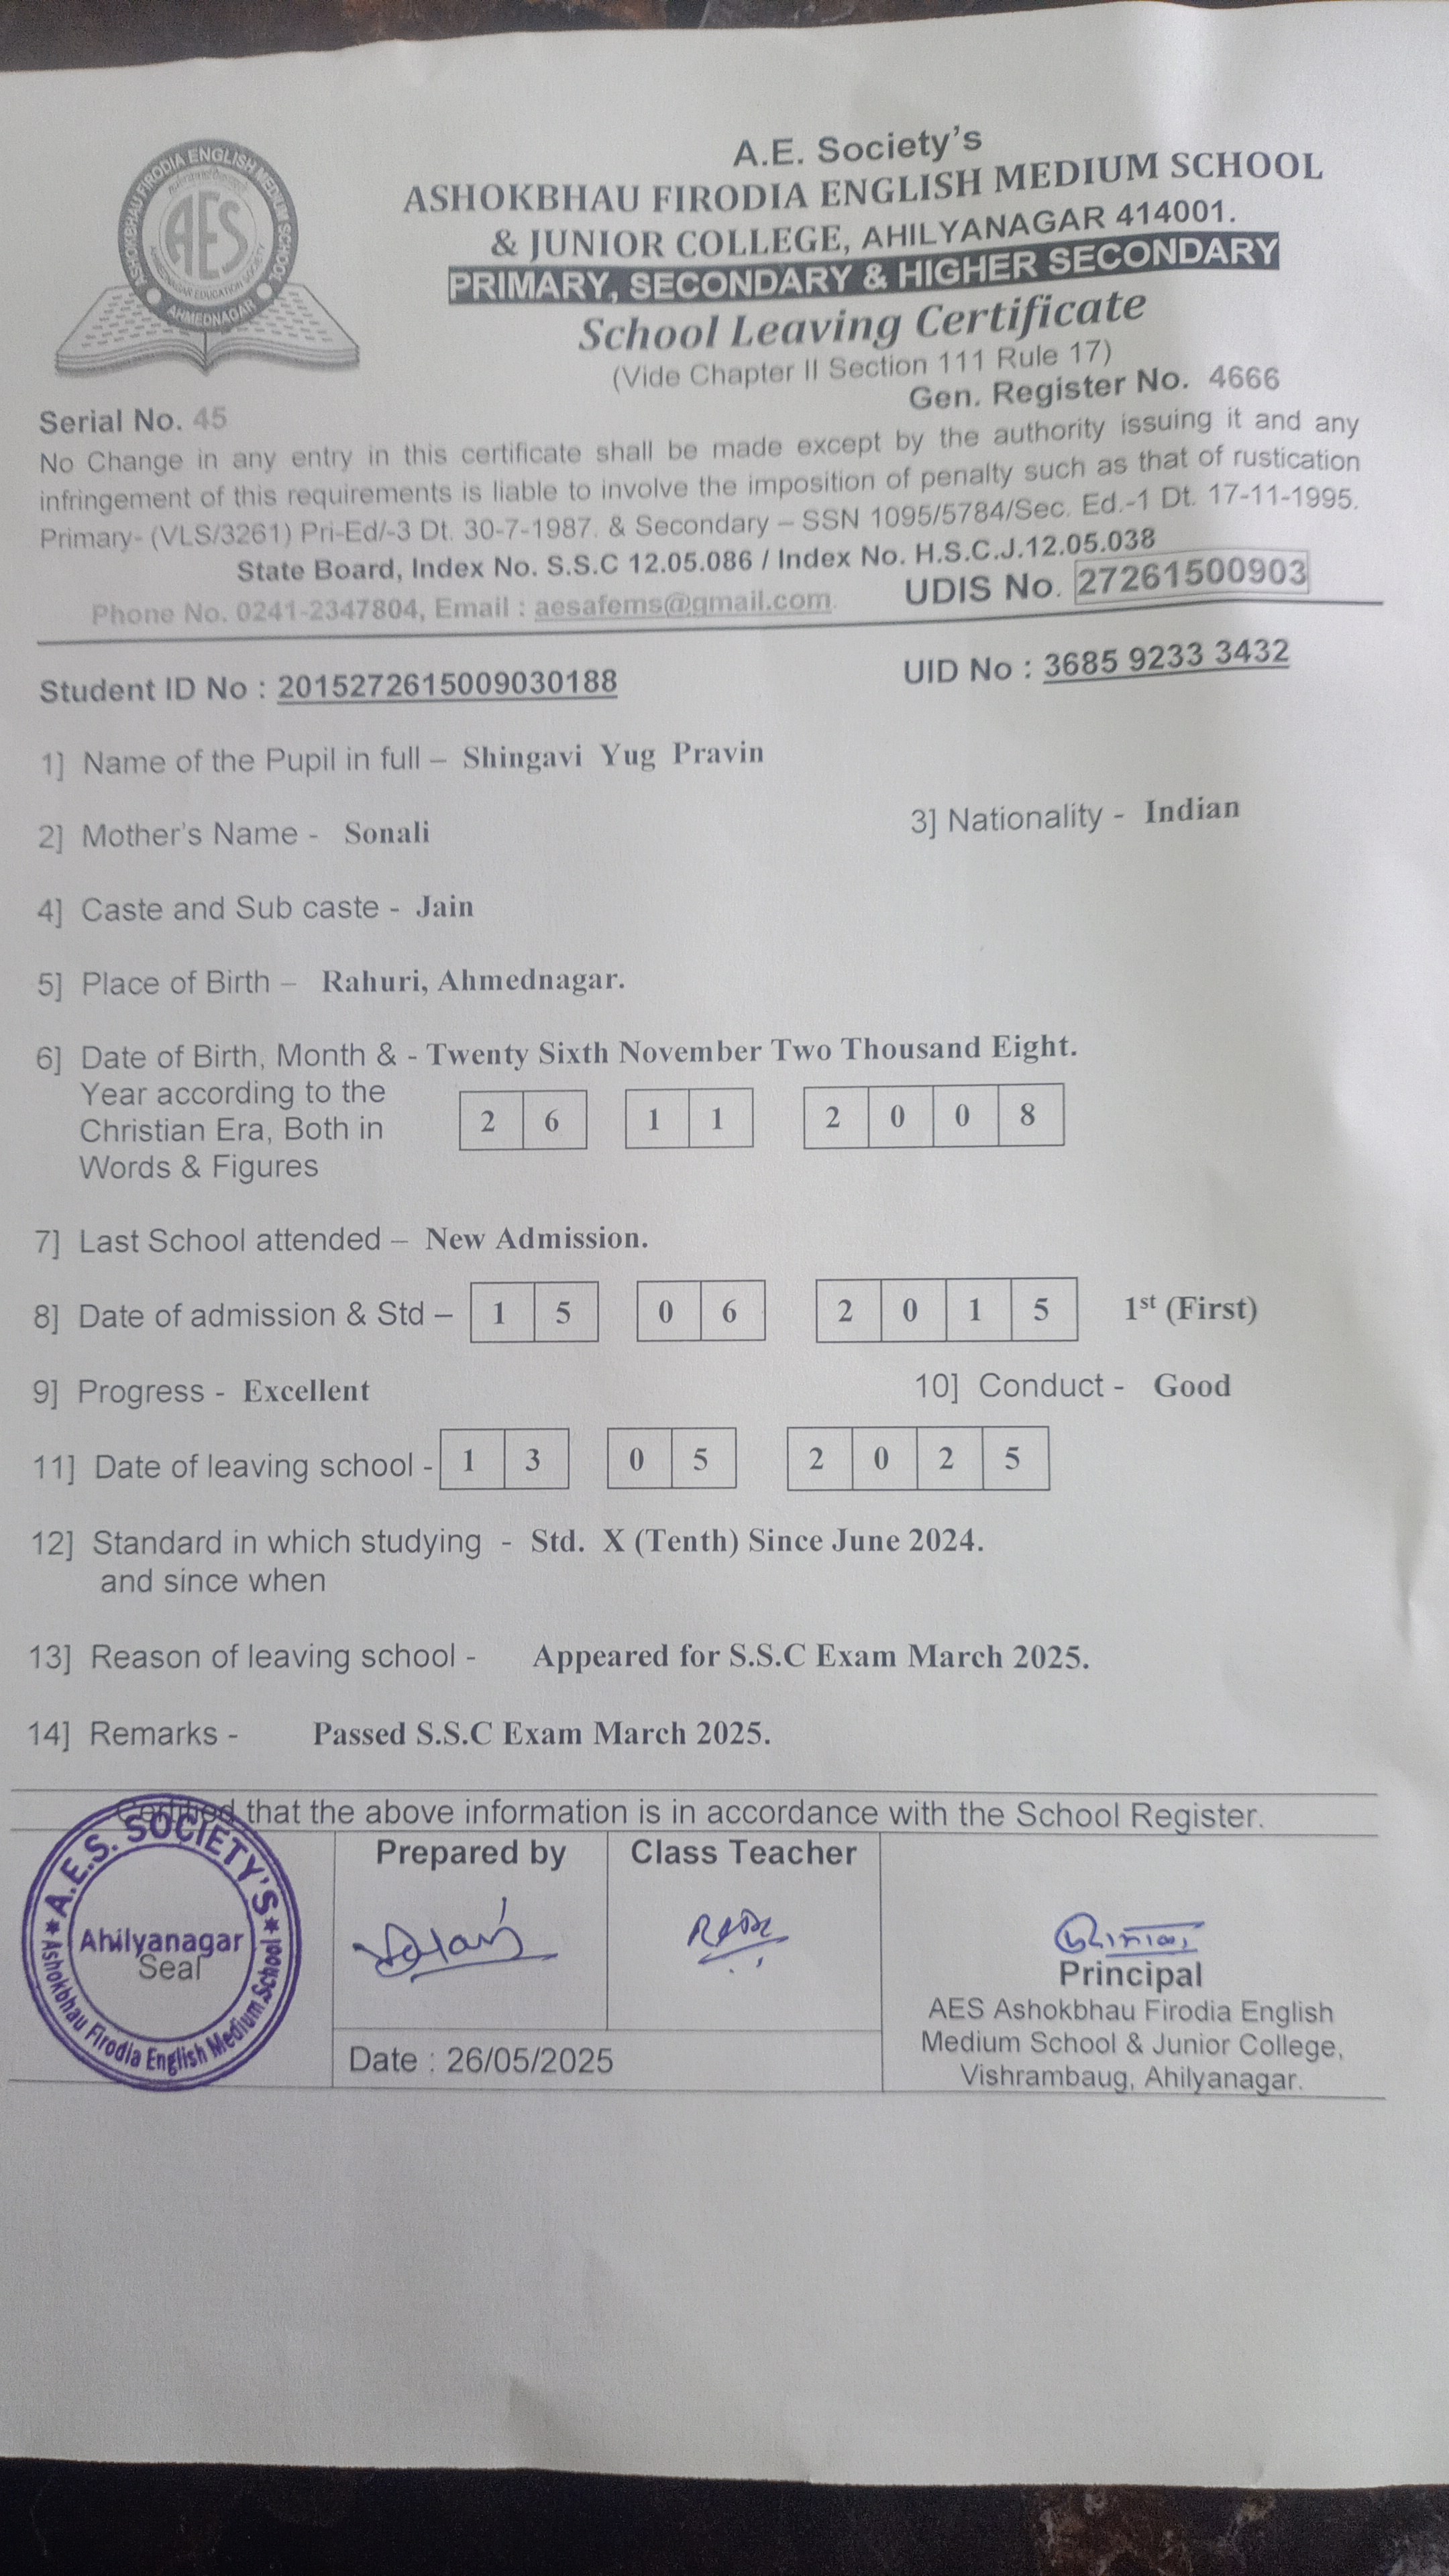 A.E. Society's
ASHOKBHAU FIRODIA ENGLISH MEDIUM SCHOOL
& JUNIOR COLLEGE, AHILYANAGAR 414001.
PRIMARY, SECONDARY & HIGHER SECONDARY
School Leaving Certificate
(Vide Chapter II Section 111 Rule 17)
ASHOKBHAU FIRODIA ENGLISH MEDIUM SCHOOL
AES
EDUCATION SOCIETY
AHMEDNAGAR
Serial No. 45 Gen. Register No. 4666
No Change in any entry in this certificate shall be made except by the authority issuing it and any
infringement of this requirements is liable to involve the imposition of penalty such as that of rustication
Primary- (VLS/3261) Pri-Ed/-3 Dt. 30-7-1987. & Secondary – SSN 1095/5784/Sec. Ed.-1 Dt. 17-11-1995.
State Board, Index No. S.S.C 12.05.086 / Index No. H.S.C.J.12.05.038
Phone No. 0241-2347804, Email : aesafems@gmail.com. UDIS No. 27261500903
Student ID No : 2015272615009030188 UID No : 3685 9233 3432
1] Name of the Pupil in full – Shingavi Yug Pravin
2] Mother's Name - Sonali 3] Nationality - Indian
4] Caste and Sub caste - Jain
5] Place of Birth – Rahuri, Ahmednagar.
6] Date of Birth, Month & - Twenty Sixth November Two Thousand Eight.
Year according to the
Christian Era, Both in 2 6 1 1 2 0 0 8
Words & Figures
7] Last School attended – New Admission.
8] Date of admission & Std – 1 5 0 6 2 0 1 5 1st (First)
9] Progress - Excellent 10] Conduct - Good
11] Date of leaving school - 1 3 0 5 2 0 2 5
12] Standard in which studying - Std. X (Tenth) Since June 2024.
and since when
13] Reason of leaving school - Appeared for S.S.C Exam March 2025.
14] Remarks - Passed S.S.C Exam March 2025.
Certified that the above information is in accordance with the School Register.
A.E.S. SOCIETY'S
Ahilyanagar
Seal
Ashokbhau Firodia English Medium School
Prepared by Class Teacher
Principal
AES Ashokbhau Firodia English
Medium School & Junior College,
Vishrambaug, Ahilyanagar.
Date : 26/05/2025